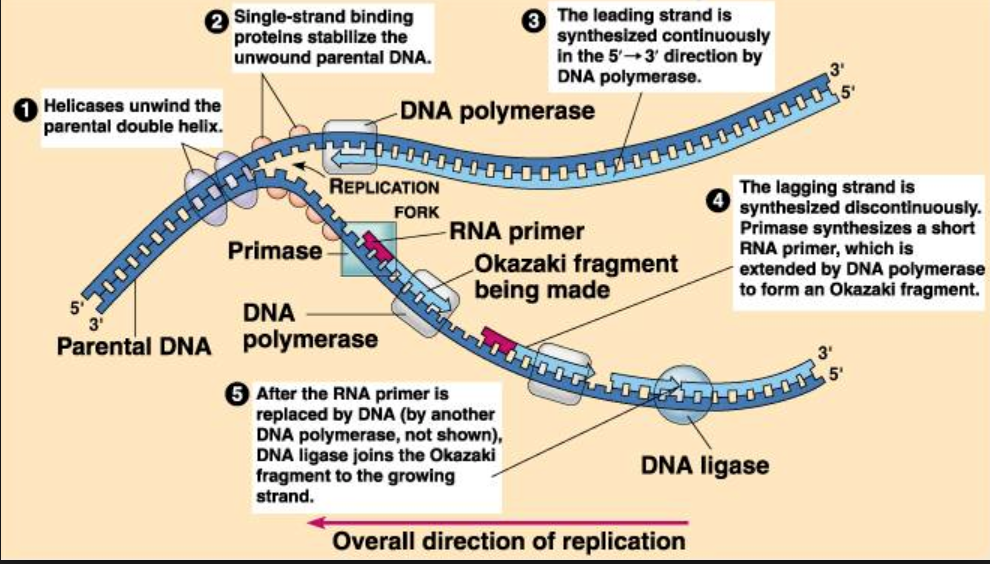 2 Single-strand binding
proteins stabilize the
unwound parental DNA.
3 The leading strand is
synthesized continuously
in the 5'→3' direction by
DNA polymerase.
1 Helicases unwind the
parental double helix.
DNA polymerase
3'
5'
REPLICATION
FORK
4 The lagging strand is
synthesized discontinuously.
Primase synthesizes a short
RNA primer, which is
extended by DNA polymerase
to form an Okazaki fragment.
Primase
RNA primer
Okazaki fragment
being made
5'
3'
Parental DNA
DNA
polymerase
3'
5'
5 After the RNA primer is
replaced by DNA (by another
DNA polymerase, not shown),
DNA ligase joins the Okazaki
fragment to the growing
strand.
DNA ligase
Overall direction of replication